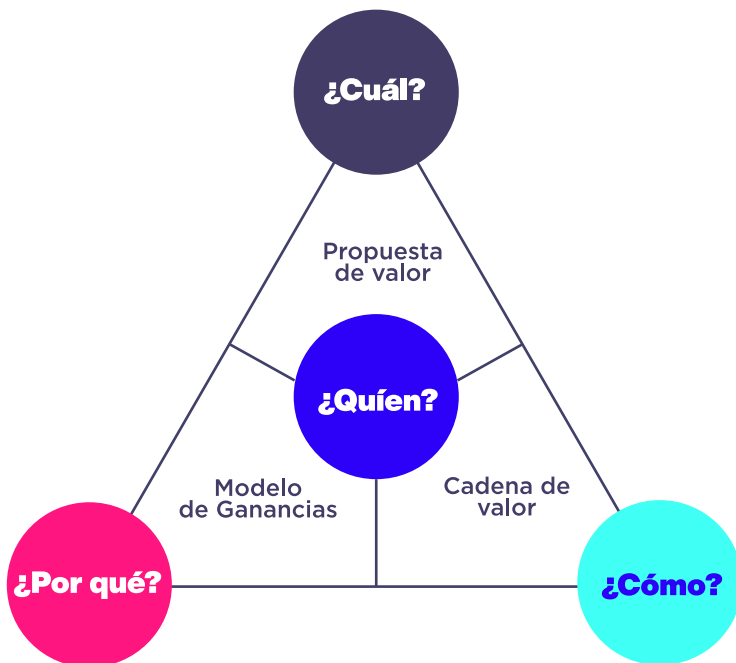 ¿Cuál?
Propuesta
de valor
¿Quíen?
Modelo
de Ganancias
Cadena de
valor
¿Por qué?
¿Cómo?